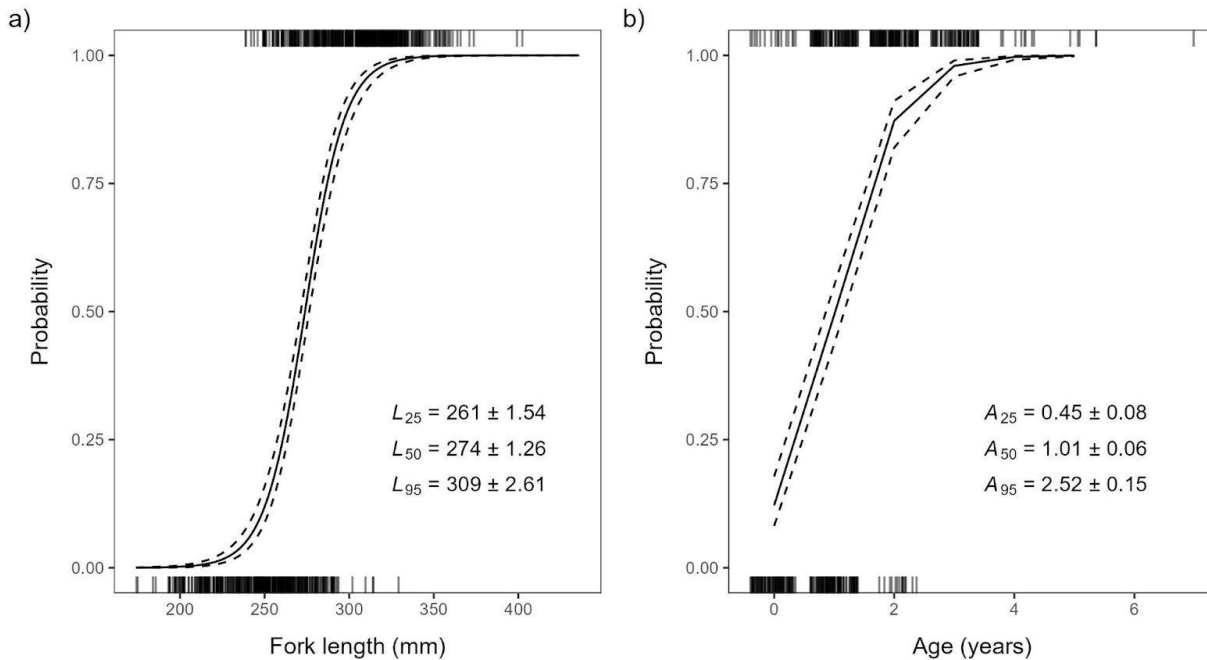 a)
1.00
0.75
0.50
0.25
0.00
Probability
L25 = 261 ± 1.54
L50 = 274 ± 1.26
L95 = 309 ± 2.61
200 250 300 350 400
Fork length (mm)
b)
1.00
0.75
0.50
0.25
0.00
Probability
A25 = 0.45 ± 0.08
A50 = 1.01 ± 0.06
A95 = 2.52 ± 0.15
0 2 4 6
Age (years)